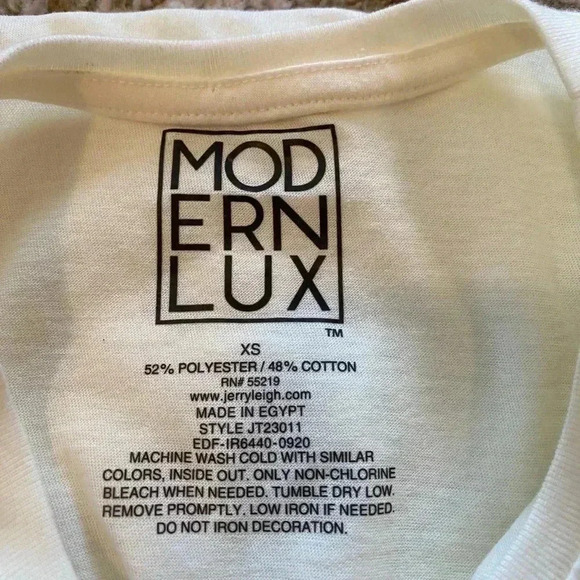 MOD
ERN
LUX
™
XS
52% POLYESTER / 48% COTTON
RN# 55219
www.jerryleigh.com
MADE IN EGYPT
STYLE JT23011
EDF-IR6440-0920
MACHINE WASH COLD WITH SIMILAR
COLORS, INSIDE OUT. ONLY NON-CHLORINE
BLEACH WHEN NEEDED. TUMBLE DRY LOW.
REMOVE PROMPTLY. LOW IRON IF NEEDED.
DO NOT IRON DECORATION.